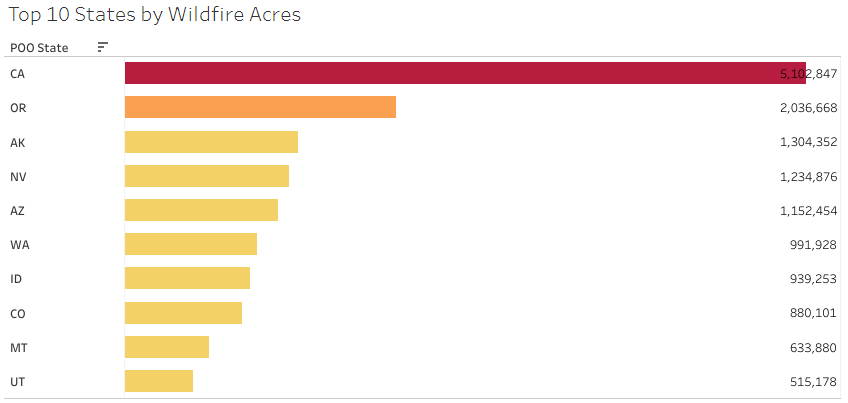 Top 10 States by Wildfire Acres
POO State
CA 5,102,847
OR 2,036,668
AK 1,304,352
NV 1,234,876
AZ 1,152,454
WA 991,928
ID 939,253
CO 880,101
MT 633,880
UT 515,178